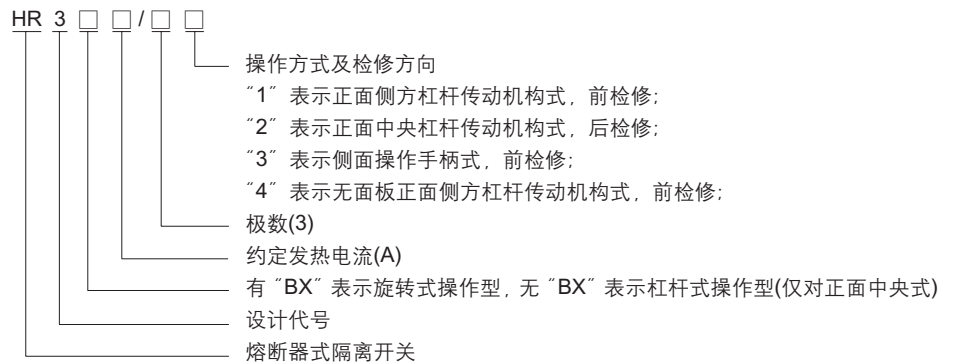 HR 3 □ □ / □ □
操作方式及检修方向
"1" 表示正面侧方杠杆传动机构式，前检修;
"2" 表示正面中央杠杆传动机构式，后检修;
"3" 表示侧面操作手柄式，前检修;
"4" 表示无面板正面侧方杠杆传动机构式，前检修;
极数(3)
约定发热电流(A)
有 "BX" 表示旋转式操作型, 无 "BX" 表示杠杆式操作型(仅对正面中央式)
设计代号
熔断器式隔离开关